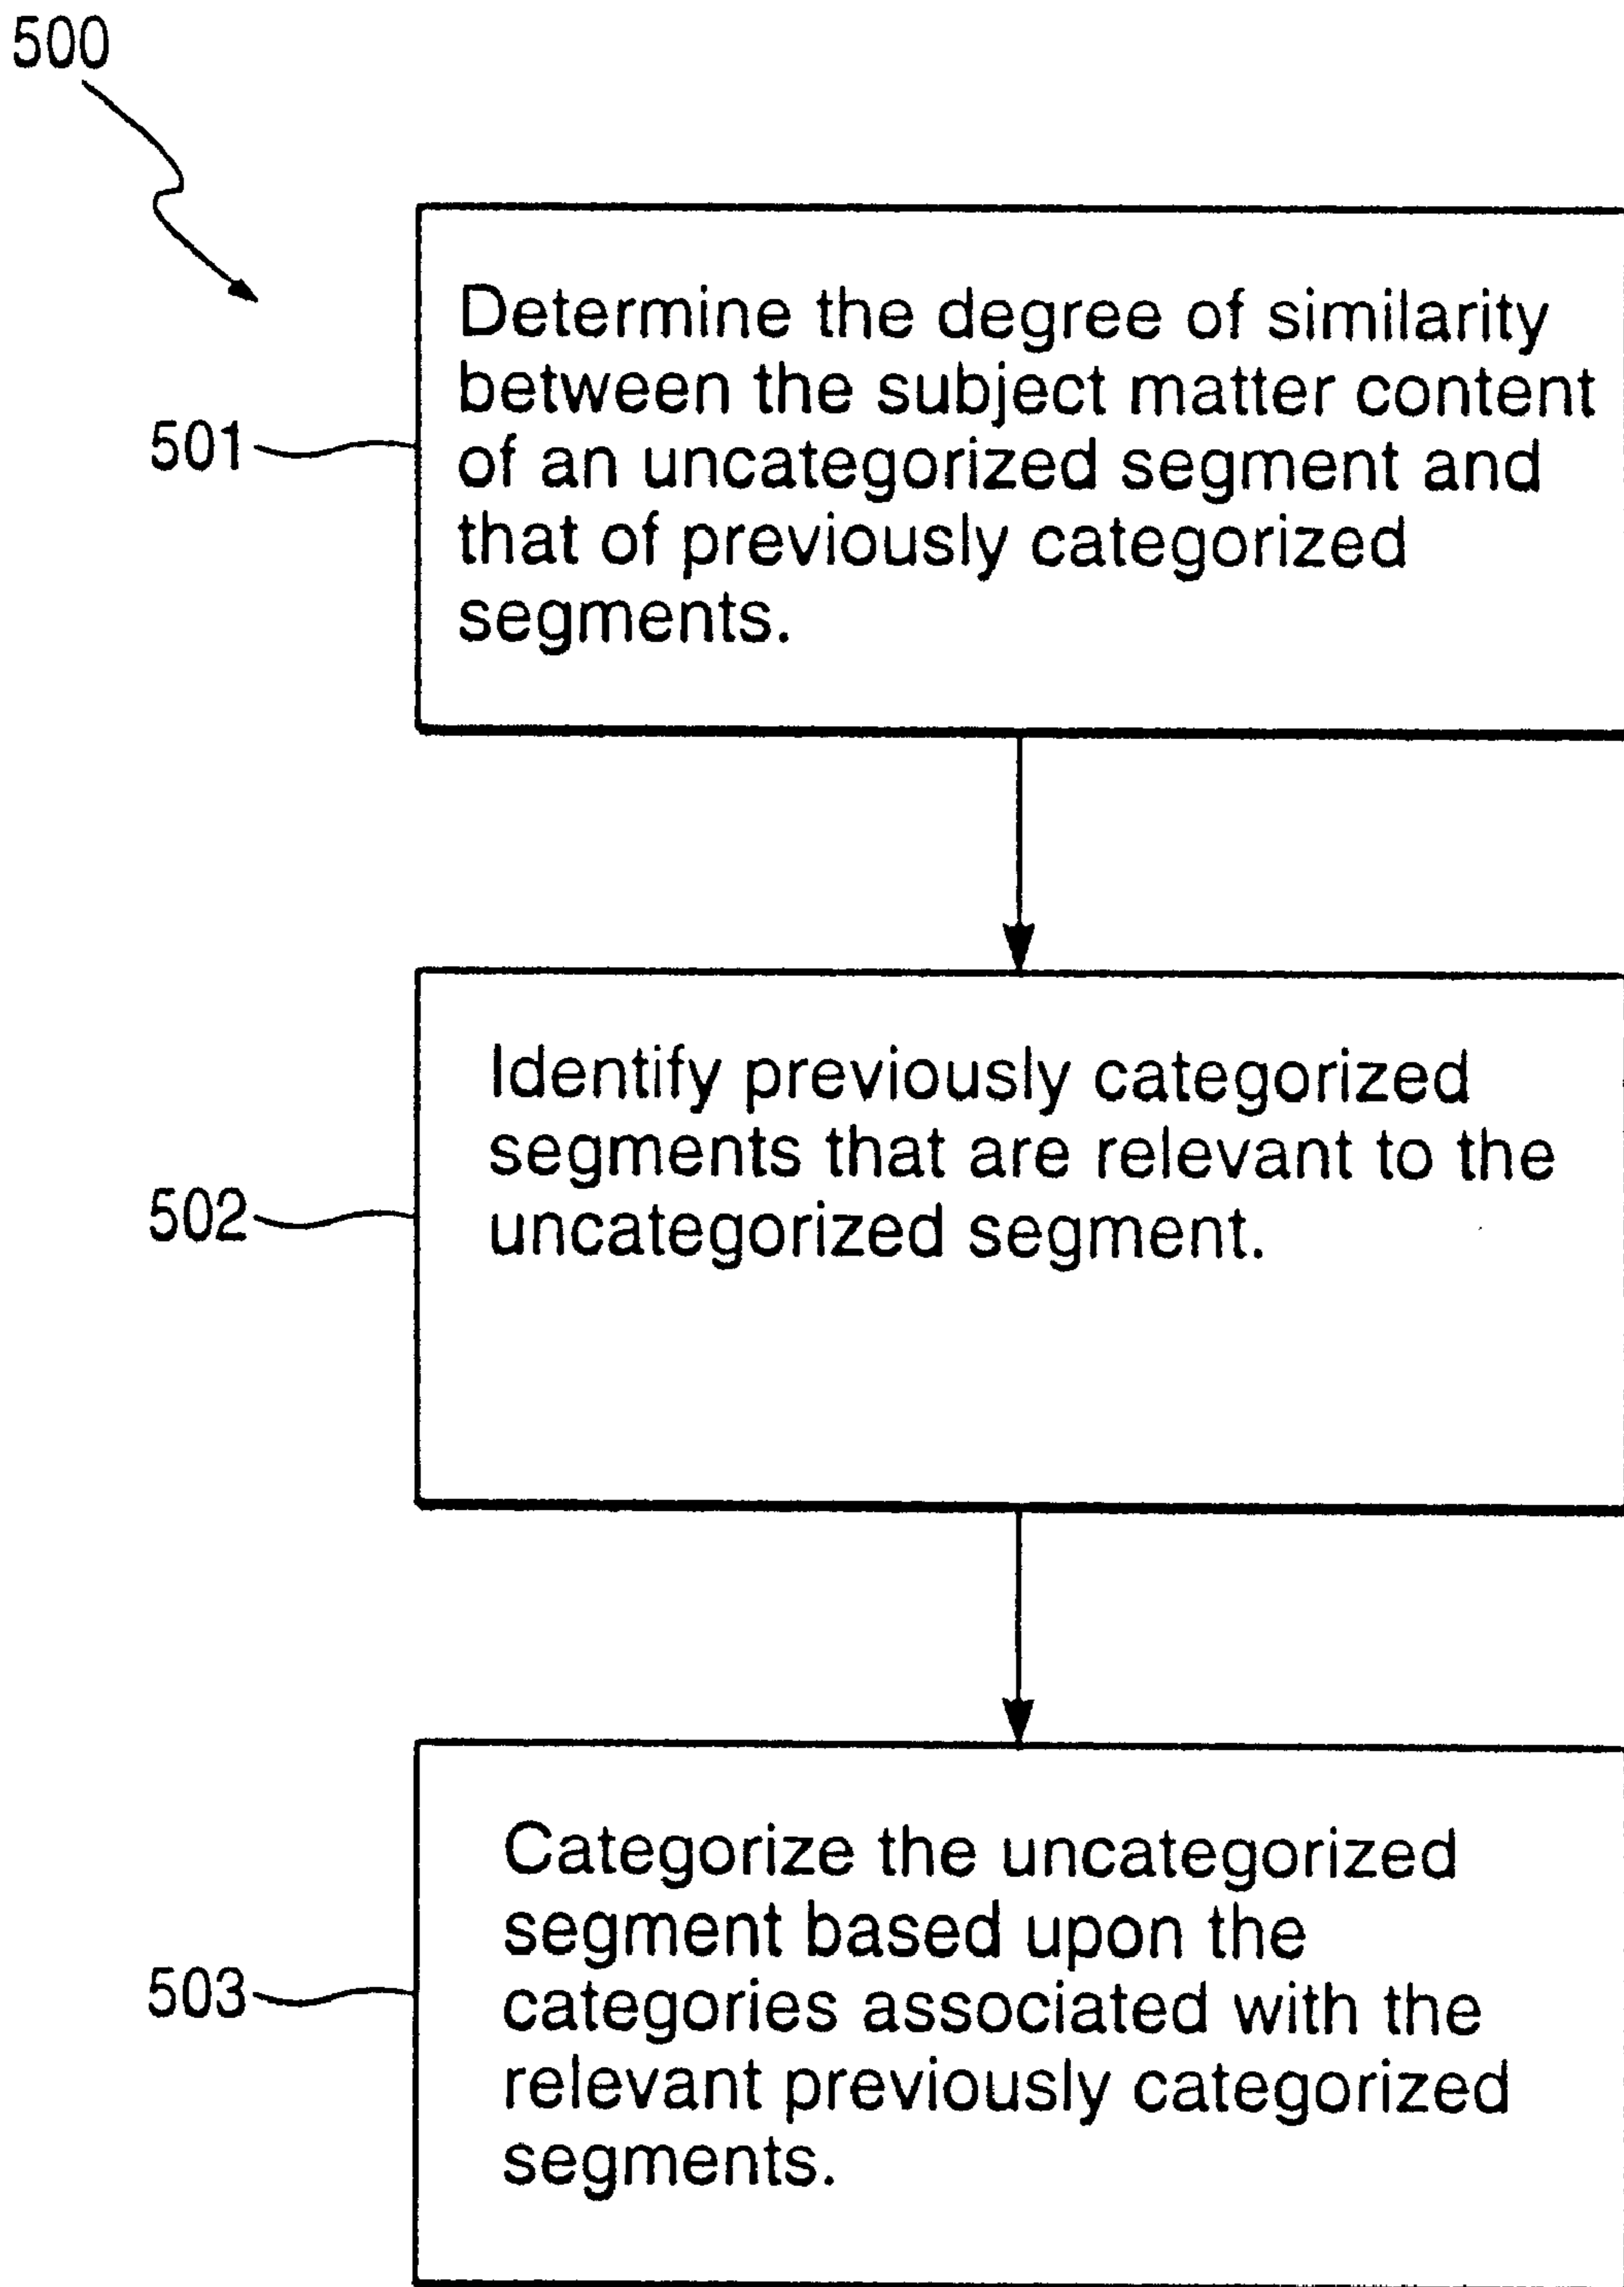 500
501
Determine the degree of similarity
between the subject matter content
of an uncategorized segment and
that of previously categorized
segments.
502
Identify previously categorized
segments that are relevant to the
uncategorized segment.
503
Categorize the uncategorized
segment based upon the
categories associated with the
relevant previously categorized
segments.